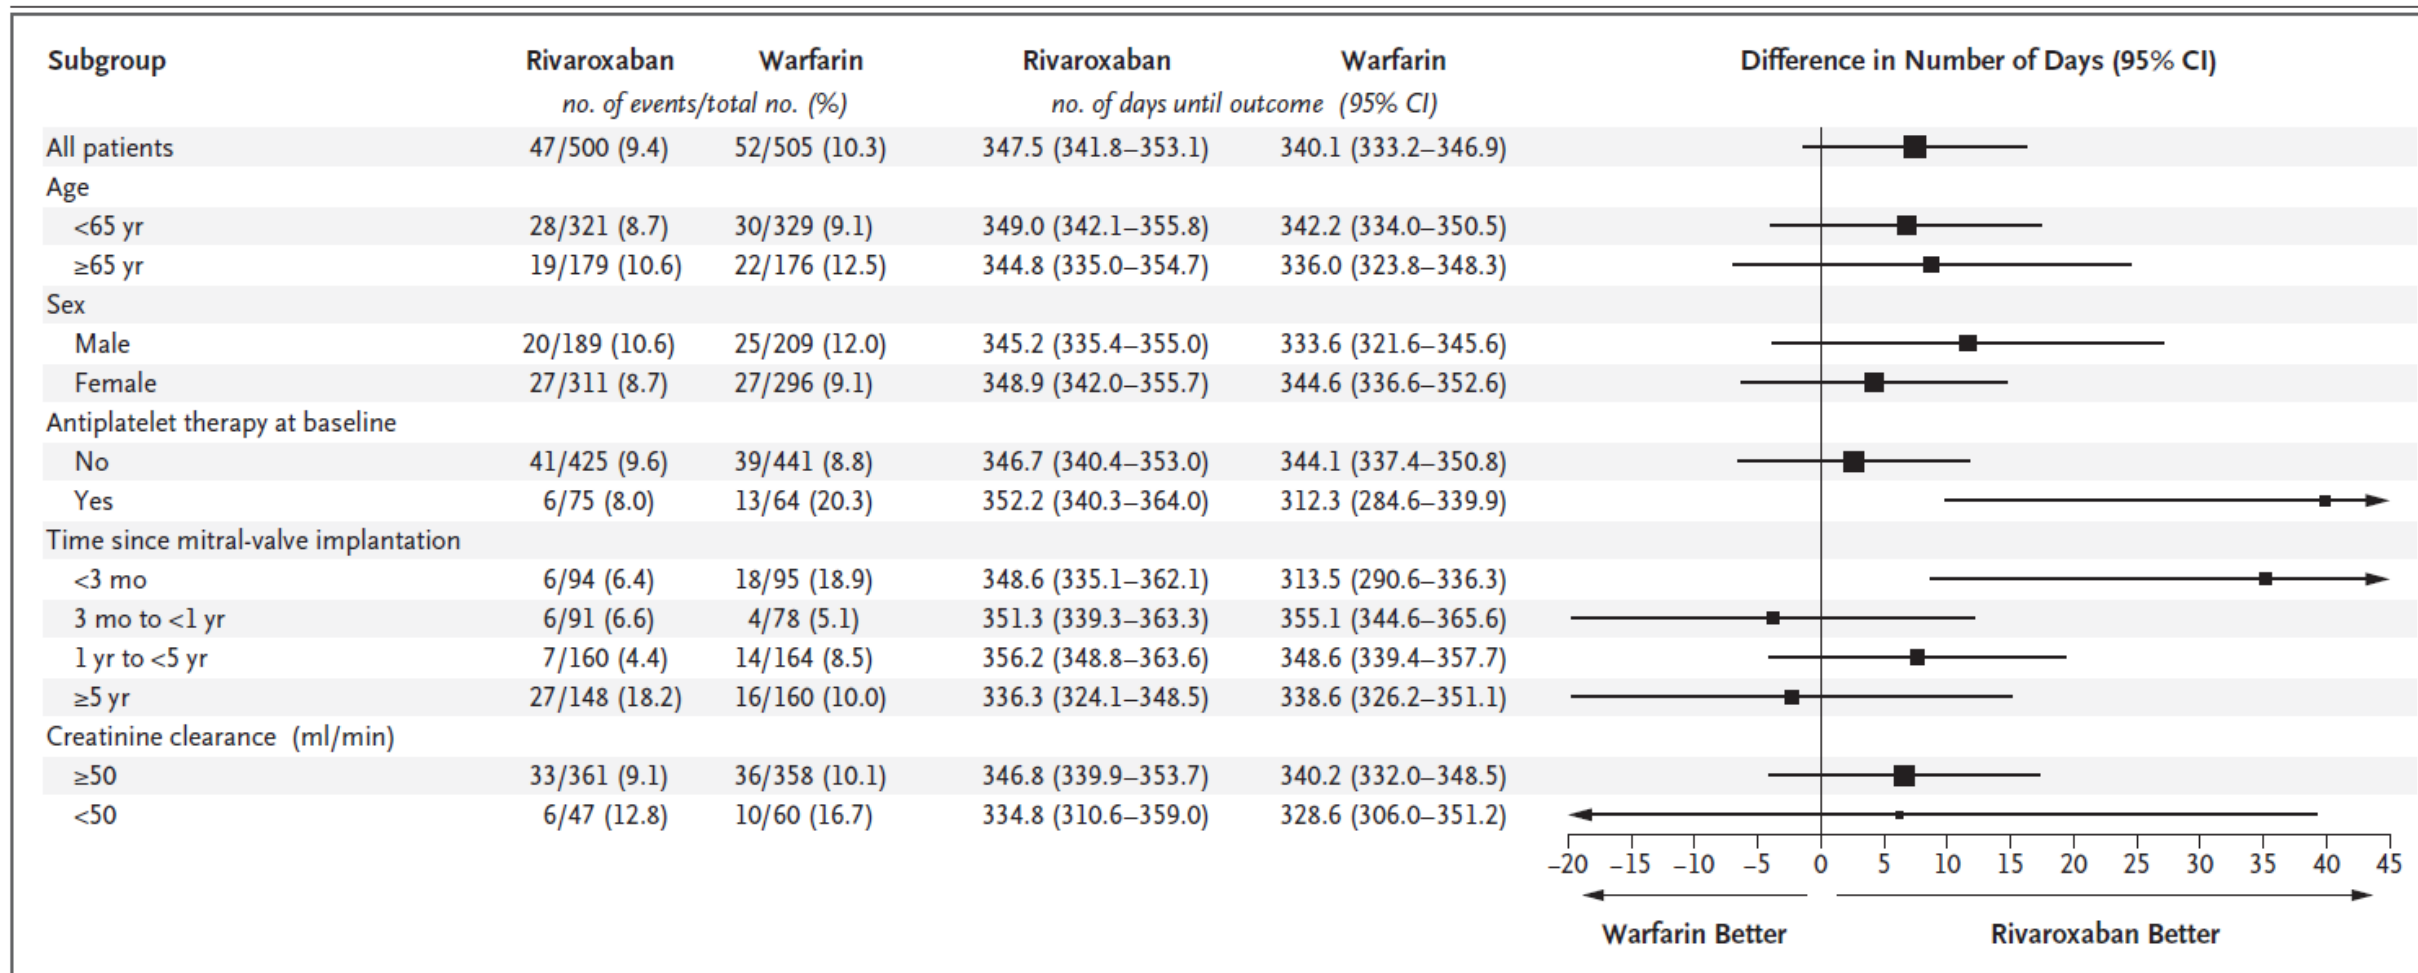 Subgroup Rivaroxaban Warfarin Rivaroxaban Warfarin Difference in Number of Days (95% CI)
no. of events/total no. (%) no. of days until outcome (95% CI)
All patients 47/500 (9.4) 52/505 (10.3) 347.5 (341.8–353.1) 340.1 (333.2–346.9)
Age
<65 yr 28/321 (8.7) 30/329 (9.1) 349.0 (342.1–355.8) 342.2 (334.0–350.5)
≥65 yr 19/179 (10.6) 22/176 (12.5) 344.8 (335.0–354.7) 336.0 (323.8–348.3)
Sex
Male 20/189 (10.6) 25/209 (12.0) 345.2 (335.4–355.0) 333.6 (321.6–345.6)
Female 27/311 (8.7) 27/296 (9.1) 348.9 (342.0–355.7) 344.6 (336.6–352.6)
Antiplatelet therapy at baseline
No 41/425 (9.6) 39/441 (8.8) 346.7 (340.4–353.0) 344.1 (337.4–350.8)
Yes 6/75 (8.0) 13/64 (20.3) 352.2 (340.3–364.0) 312.3 (284.6–339.9)
Time since mitral-valve implantation
<3 mo 6/94 (6.4) 18/95 (18.9) 348.6 (335.1–362.1) 313.5 (290.6–336.3)
3 mo to <1 yr 6/91 (6.6) 4/78 (5.1) 351.3 (339.3–363.3) 355.1 (344.6–365.6)
1 yr to <5 yr 7/160 (4.4) 14/164 (8.5) 356.2 (348.8–363.6) 348.6 (339.4–357.7)
≥5 yr 27/148 (18.2) 16/160 (10.0) 336.3 (324.1–348.5) 338.6 (326.2–351.1)
Creatinine clearance (ml/min)
≥50 33/361 (9.1) 36/358 (10.1) 346.8 (339.9–353.7) 340.2 (332.0–348.5)
<50 6/47 (12.8) 10/60 (16.7) 334.8 (310.6–359.0) 328.6 (306.0–351.2)
–20 –15 –10 –5 0 5 10 15 20 25 30 35 40 45
Warfarin Better Rivaroxaban Better